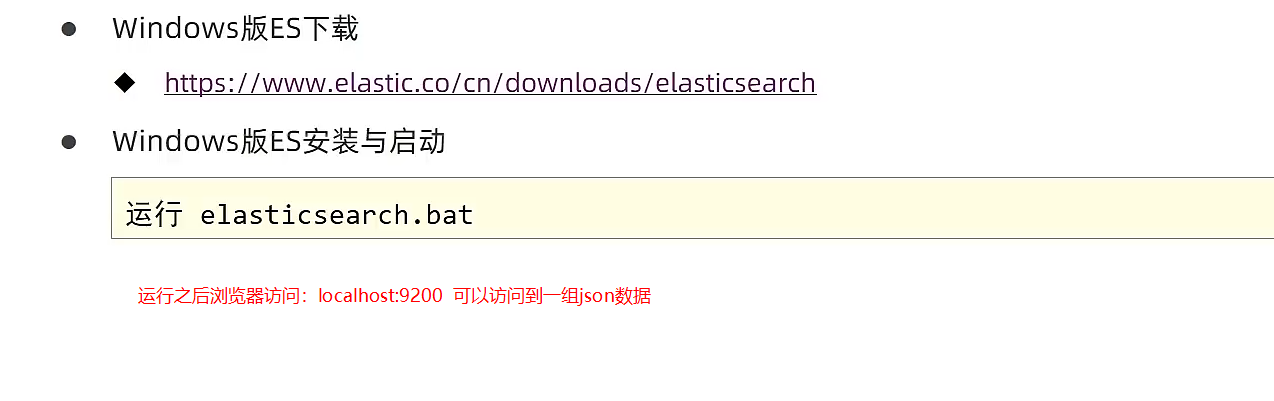 Windows版ES下载
https://www.elastic.co/cn/downloads/elasticsearch
Windows版ES安装与启动
运行 elasticsearch.bat
运行之后浏览器访问：localhost:9200 可以访问到一组json数据